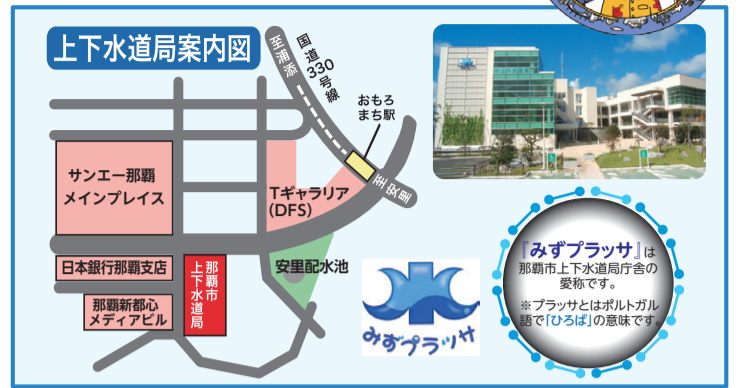 上下水道局案内図
至浦添
国道330号線
おもろ
まち駅
至安里
サンエー那覇
メインプレイス
Tギャラリア
(DFS)
日本銀行那覇支店
那覇市
上下水道局
安里配水池
那覇新都心
メディアビル
みずプラッサ
『みずプラッサ』は
那覇市上下水道局庁舎の
愛称です。
※プラッサとはポルトガル
語で「ひろば」の意味です。